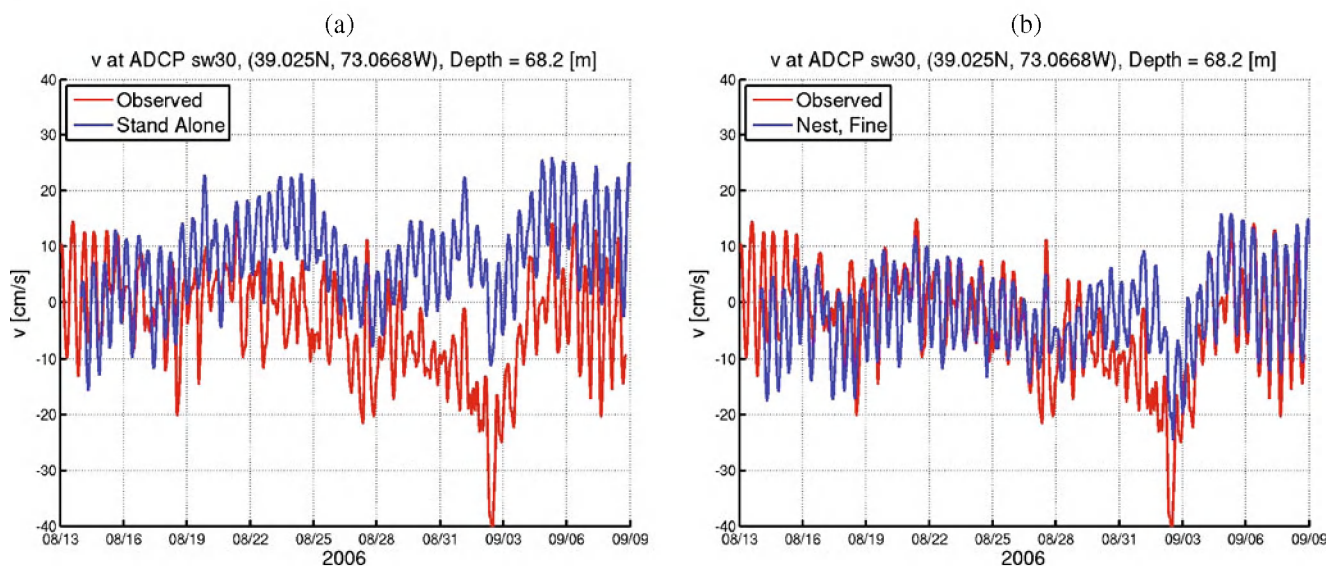 (a)
v at ADCP sw30, (39.025N, 73.0668W), Depth = 68.2 [m]
40
30
20
10
0
-10
-20
-30
-40
v [cm/s]
Observed
Stand Alone
08/13 08/16 08/19 08/22 08/25 08/28 08/31 09/03 09/06 09/09
2006
(b)
v at ADCP sw30, (39.025N, 73.0668W), Depth = 68.2 [m]
40
30
20
10
0
-10
-20
-30
-40
v [cm/s]
Observed
Nest, Fine
08/13 08/16 08/19 08/22 08/25 08/28 08/31 09/03 09/06 09/09
2006